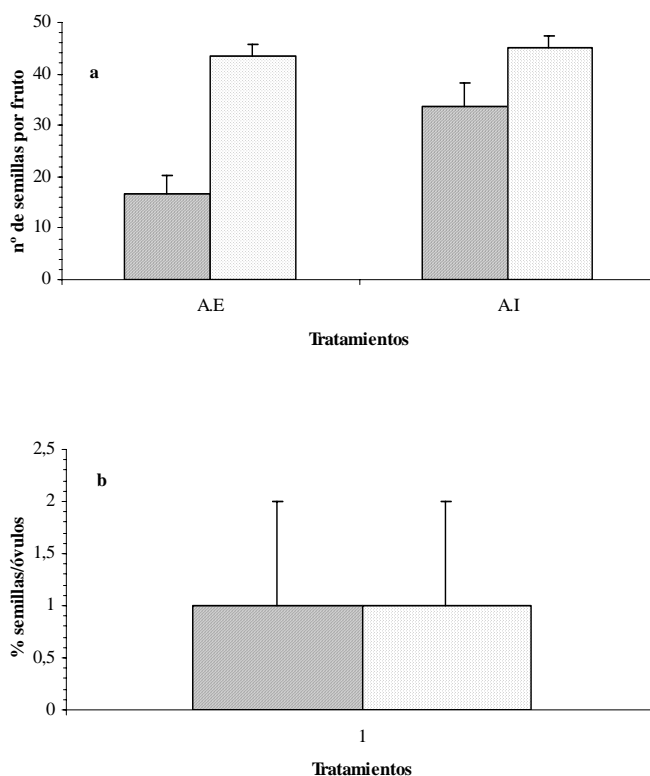 50
a
40
30
20
10
0
nº de semillas por fruto
A.E
A.I
Tratamientos
2,5
b
2
1,5
1
0,5
0
% semillas/óvulos
1
Tratamientos